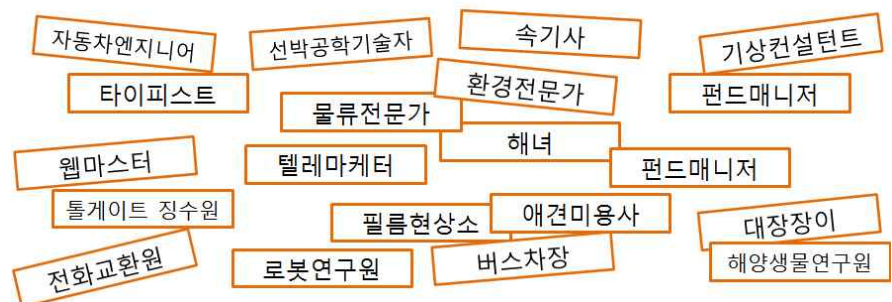 자동차엔지니어
선박공학기술자
속기사
기상컨설턴트
타이피스트
물류전문가
환경전문가
펀드매니저
해녀
웹마스터
텔레마케터
펀드매니저
톨게이트 징수원
필름현상소
애견미용사
대장장이
전화교환원
로봇연구원
버스차장
해양생물연구원